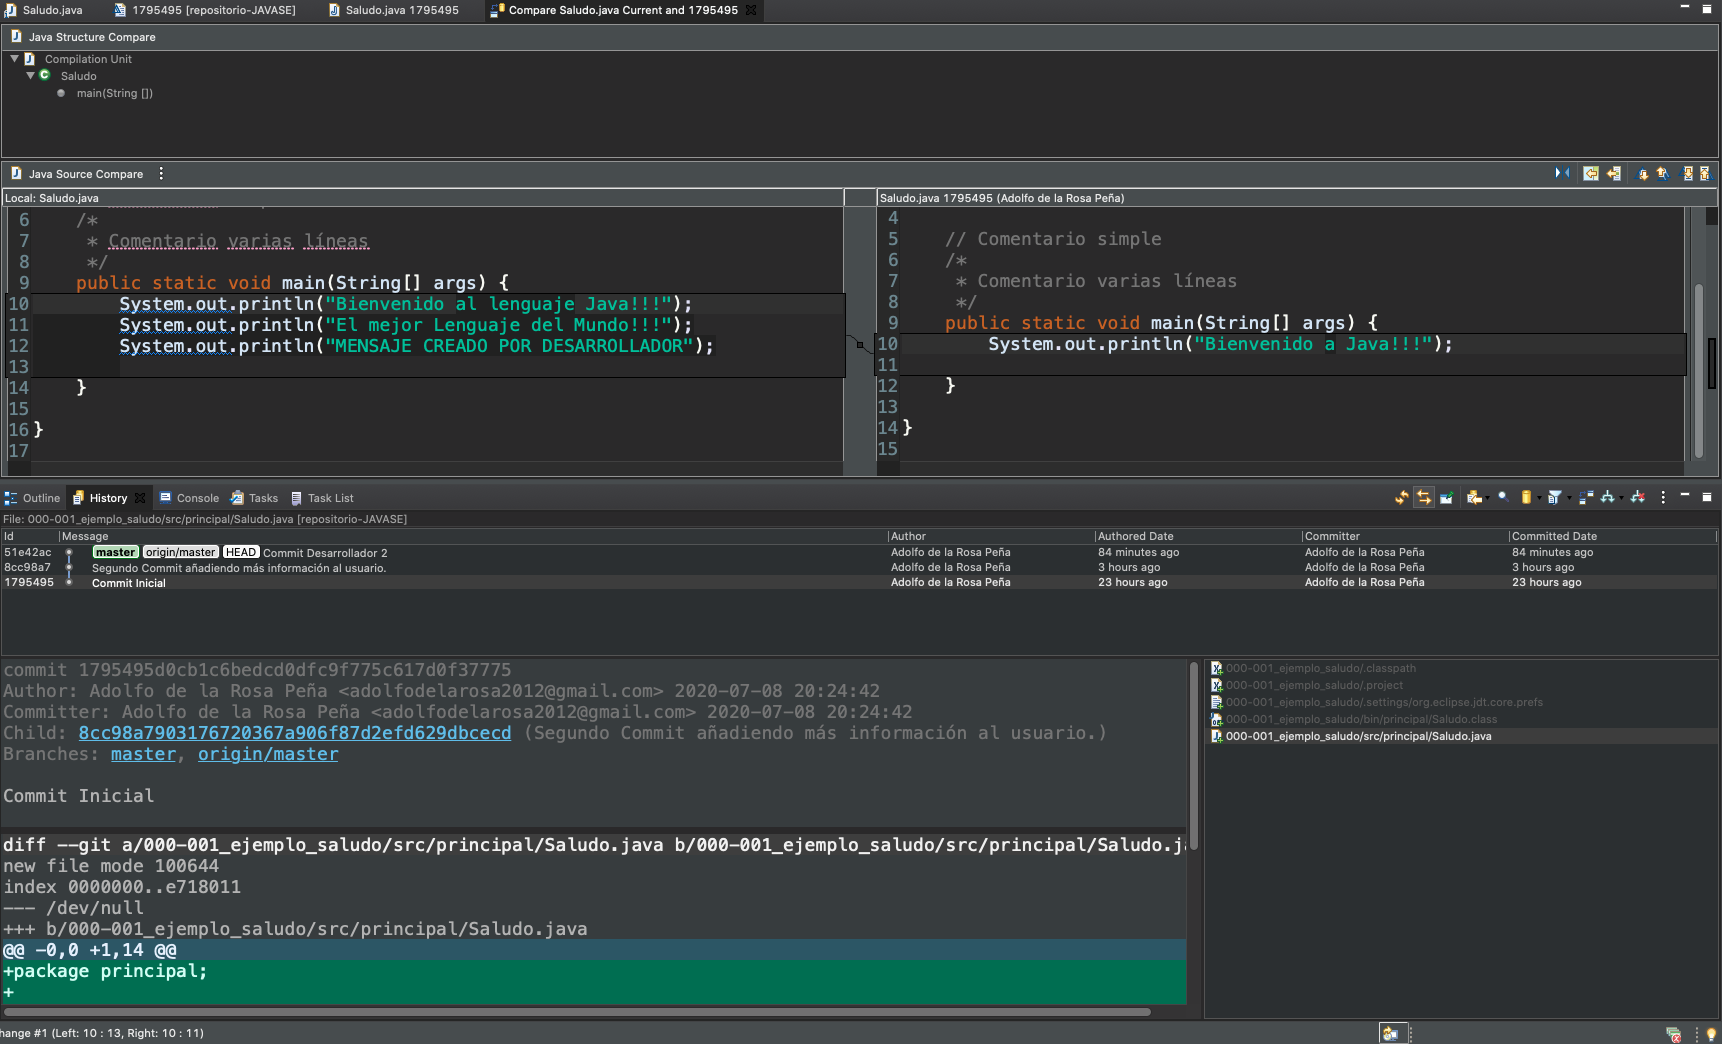 Saludo.java
1795495 [repositorio-JAVASE]
Saludo.java 1795495
Compare Saludo.java Current and 1795495
Java Structure Compare
Compilation Unit
Saludo
main(String [])
Java Source Compare
Local: Saludo.java
6 /*
7 * Comentario varias líneas
8 */
9 public static void main(String[] args) {
10 System.out.println("Bienvenido al lenguaje Java!!!");
11 System.out.println("El mejor Lenguaje del Mundo!!!");
12 System.out.println("MENSAJE CREADO POR DESARROLLADOR");
13
14 }
15
16 }
17
Saludo.java 1795495 (Adolfo de la Rosa Peña)
4
5 // Comentario simple
6 /*
7 * Comentario varias líneas
8 */
9 public static void main(String[] args) {
10 System.out.println("Bienvenido a Java!!!");
11
12 }
13
14 }
15
Outline History Console Tasks Task List
File: 000-001_ejemplo_saludo/src/principal/Saludo.java [repositorio-JAVASE]
Id Message Author Authored Date Committer Committed Date
51e42ac master origin/master HEAD Commit Desarrollador 2 Adolfo de la Rosa Peña 84 minutes ago Adolfo de la Rosa Peña 84 minutes ago
8cc98a7 Segundo Commit añadiendo más información al usuario. Adolfo de la Rosa Peña 3 hours ago Adolfo de la Rosa Peña 3 hours ago
1795495 Commit Inicial Adolfo de la Rosa Peña 23 hours ago Adolfo de la Rosa Peña 23 hours ago
commit 1795495d0cb1c6bedcd0dfc9f775c617d0f37775
Author: Adolfo de la Rosa Peña <adolfodelarosa2012@gmail.com> 2020-07-08 20:24:42
Committer: Adolfo de la Rosa Peña <adolfodelarosa2012@gmail.com> 2020-07-08 20:24:42
Child: 8cc98a7903176720367a906f87d2efd629dbcecd (Segundo Commit añadiendo más información al usuario.)
Branches: master, origin/master
Commit Inicial
diff --git a/000-001_ejemplo_saludo/src/principal/Saludo.java b/000-001_ejemplo_saludo/src/principal/Saludo.ja
new file mode 100644
index 0000000..e718011
--- /dev/null
+++ b/000-001_ejemplo_saludo/src/principal/Saludo.java
@@ -0,0 +1,14 @@
+package principal;
+
000-001_ejemplo_saludo/.classpath
000-001_ejemplo_saludo/.project
000-001_ejemplo_saludo/.settings/org.eclipse.jdt.core.prefs
000-001_ejemplo_saludo/bin/principal/Saludo.class
000-001_ejemplo_saludo/src/principal/Saludo.java
hange #1 (Left: 10 : 13, Right: 10 : 11)